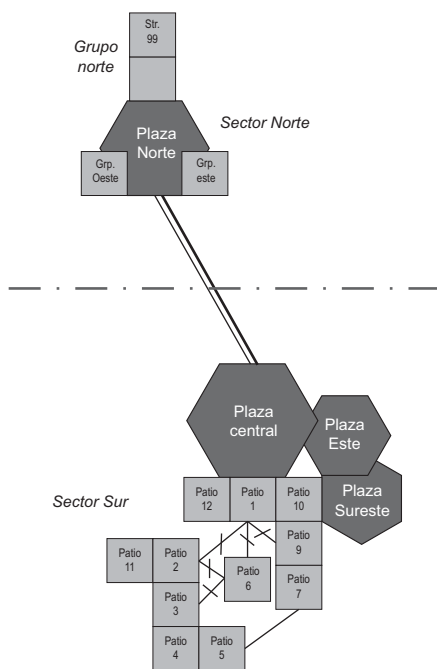 Str.
99
Grupo
norte
Sector Norte
Plaza
Norte
Grp.
Oeste
Grp.
este
Plaza
central
Plaza
Este
Plaza
Sureste
Sector Sur
Patio
12
Patio
1
Patio
10
Patio
9
Patio
11
Patio
2
Patio
6
Patio
7
Patio
3
Patio
4
Patio
5